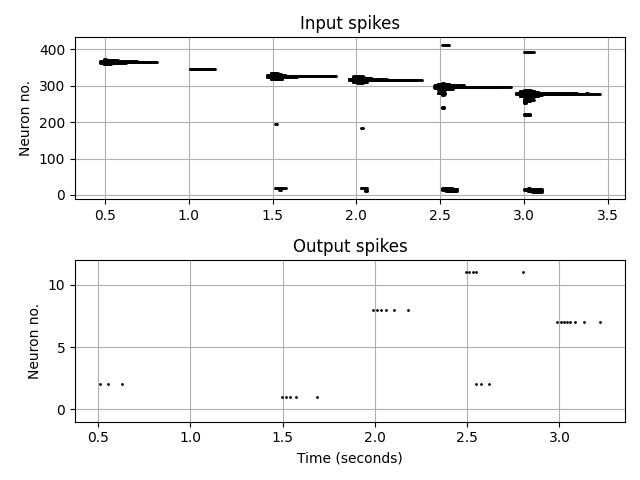 Input spikes
Neuron no.
400
300
200
100
0
0.5 1.0 1.5 2.0 2.5 3.0 3.5
Output spikes
Neuron no.
10
5
0
0.5 1.0 1.5 2.0 2.5 3.0
Time (seconds)